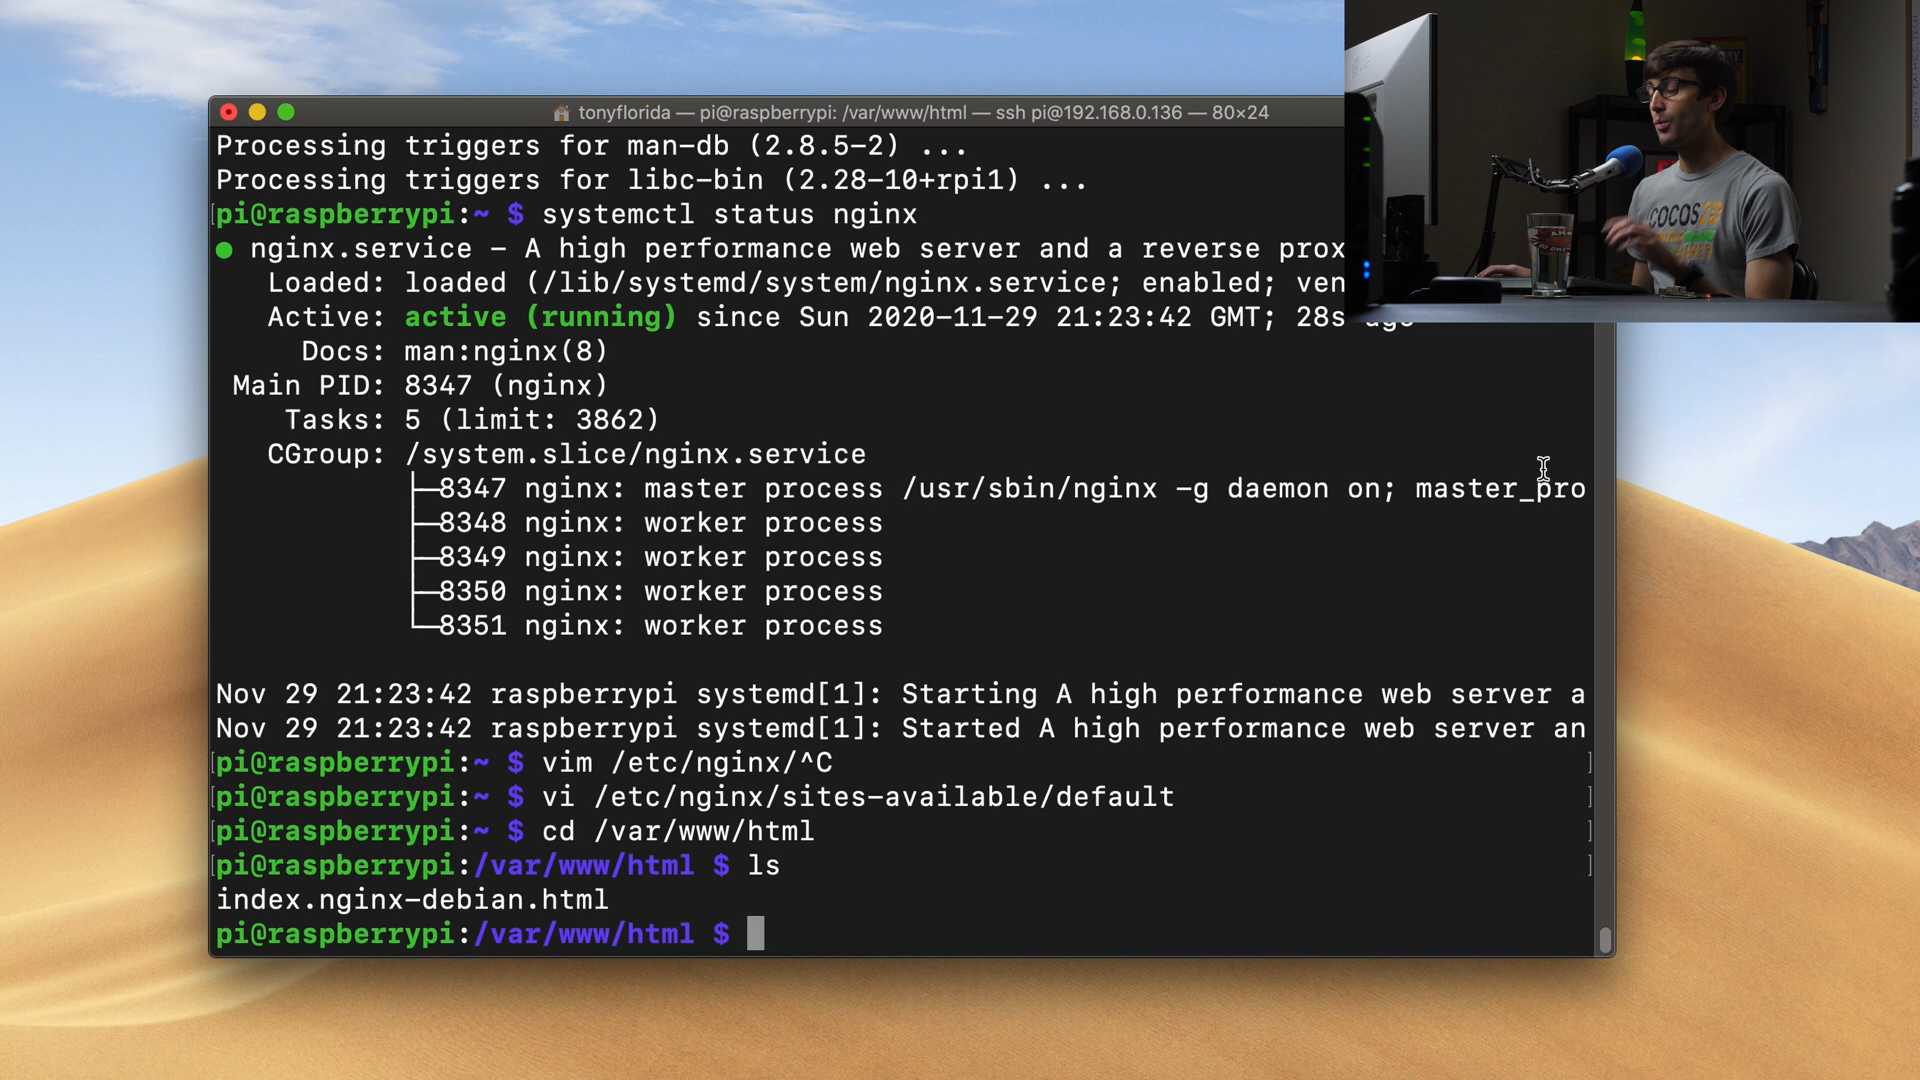 tonyflorida — pi@raspberrypi: /var/www/html — ssh pi@192.168.0.136 — 80×24
Processing triggers for man-db (2.8.5-2) ...
Processing triggers for libc-bin (2.28-10+rpi1) ...
[pi@raspberrypi:~ $ systemctl status nginx
● nginx.service - A high performance web server and a reverse prox
Loaded: loaded (/lib/systemd/system/nginx.service; enabled; ven
Active: active (running) since Sun 2020-11-29 21:23:42 GMT; 28s ago
Docs: man:nginx(8)
Main PID: 8347 (nginx)
Tasks: 5 (limit: 3862)
CGroup: /system.slice/nginx.service
├─8347 nginx: master process /usr/sbin/nginx -g daemon on; master_pro
├─8348 nginx: worker process
├─8349 nginx: worker process
├─8350 nginx: worker process
└─8351 nginx: worker process
Nov 29 21:23:42 raspberrypi systemd[1]: Starting A high performance web server a
Nov 29 21:23:42 raspberrypi systemd[1]: Started A high performance web server an
[pi@raspberrypi:~ $ vim /etc/nginx/^C ]
[pi@raspberrypi:~ $ vi /etc/nginx/sites-available/default ]
[pi@raspberrypi:~ $ cd /var/www/html ]
[pi@raspberrypi:/var/www/html $ ls ]
index.nginx-debian.html
pi@raspberrypi:/var/www/html $
COCOS2D